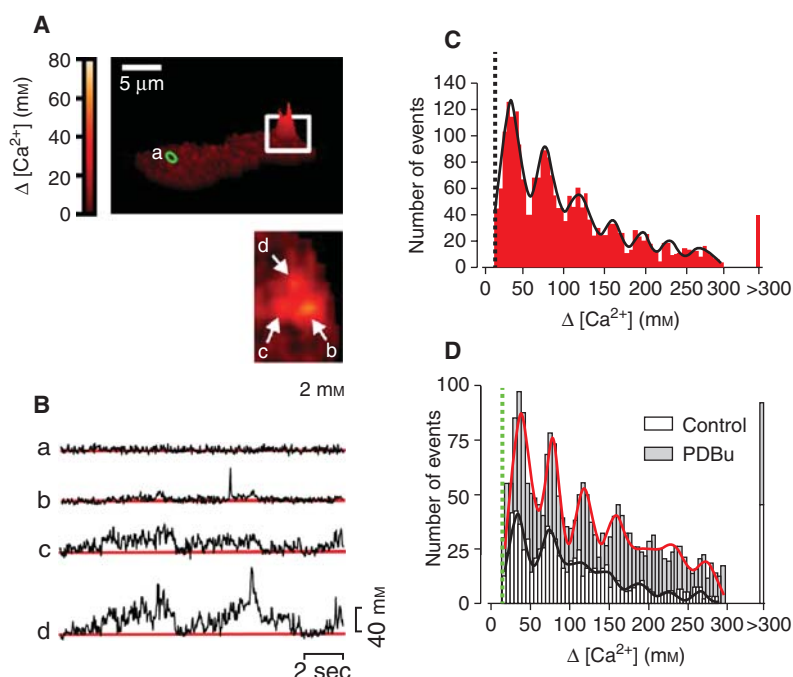 A
Δ [Ca2+] (mM)
80
60
40
20
0
5 μm
a
d
c
b
2 mM
B
a
b
c
d
40 mM
2 sec
C
Number of events
140
120
100
80
60
40
20
0
0 50 100 150 200 250 300 >300
Δ [Ca2+] (mM)
D
Number of events
100
75
50
25
0
Control
PDBu
0 50 100 150 200 250 300 >300
Δ [Ca2+] (mM)